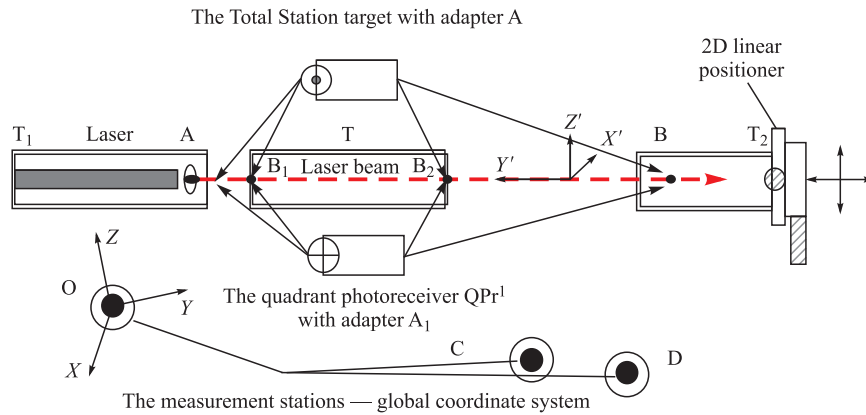 The Total Station target with adapter A
2D linear
positioner
T1 Laser A T B T2
Z′ X′
B1 Laser beam B2 Y′
Z
O
Y
X
The quadrant photoreceiver QPr1
with adapter A1
C D
The measurement stations — global coordinate system